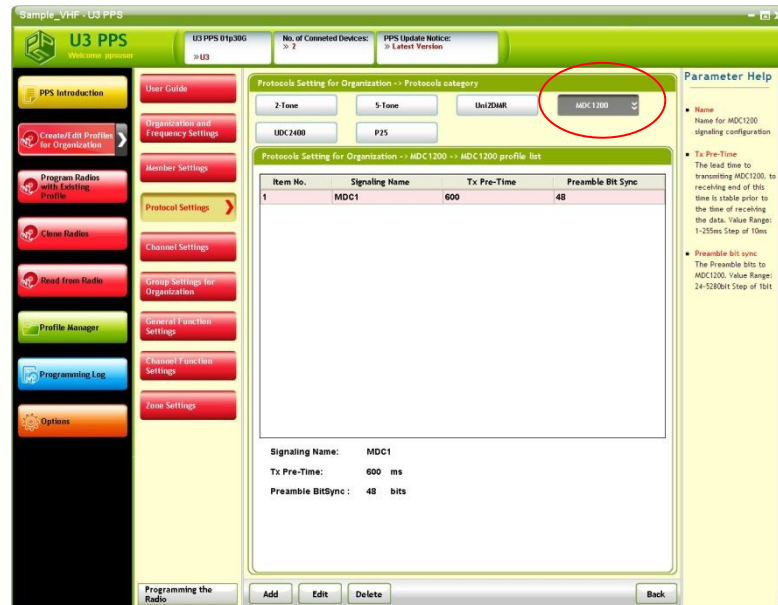 Sample_VHF - U3 PPS
U3 PPS
Welcome ppsuser
U3 PPS 01p30G
»U3
No. of Conneted Devices:
» 2
PPS Update Notice:
» Latest Version
PPS Introduction
Create/Edit Profiles
for Organization
Program Radios
with Existing
Profile
Clone Radios
Read from Radio
Profile Manager
Programming Log
Options
User Guide
Organization and
Frequency Settings
Member Settings
Protocol Settings
Channel Settings
Group Settings for
Organization
General Function
Settings
Channel Function
Settings
Zone Settings
Programming the
Radio
Protocols Setting for Organization -> Protocols category
2-Tone 5-Tone Uni2DMR MDC1200
UDC2400 P25
Protocols Setting for Organization -> MDC1200 -> MDC1200 profile list
Item No. Signaling Name Tx Pre-Time Preamble Bit Sync
1 MDC1 600 48
Signaling Name: MDC1
Tx Pre-Time: 600 ms
Preamble BitSync : 48 bits
Add Edit Delete Back
Parameter Help
Name
Name for MDC1200
signaling configuration
Tx Pre-Time
The lead time to
transmiting MDC1200, to
receiving end of this
time is stable prior to
the time of receiving
the data. Value Range:
1-255ms Step of 10ms
Preamble bit sync
The Preamble bits to
MDC1200. Value Range:
24-5280bit Step of 1bit